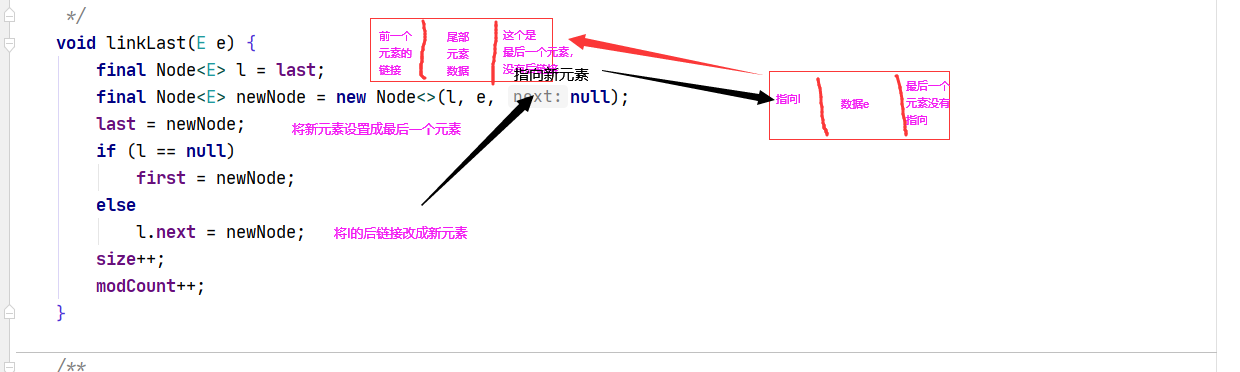 */
void linkLast(E e) {
final Node<E> l = last;
final Node<E> newNode = new Node<>(l, e, next: null);
last = newNode;
if (l == null)
first = newNode;
else
l.next = newNode;
size++;
modCount++;
}
/**
前一个
元素的
链接
尾部
元素
数据
这个是
最后一个元素,
没有后链接
指向新元素
指向l
数据e
最后一个
元素没有
指向
将新元素设置成最后一个元素
将l的后链接改成新元素